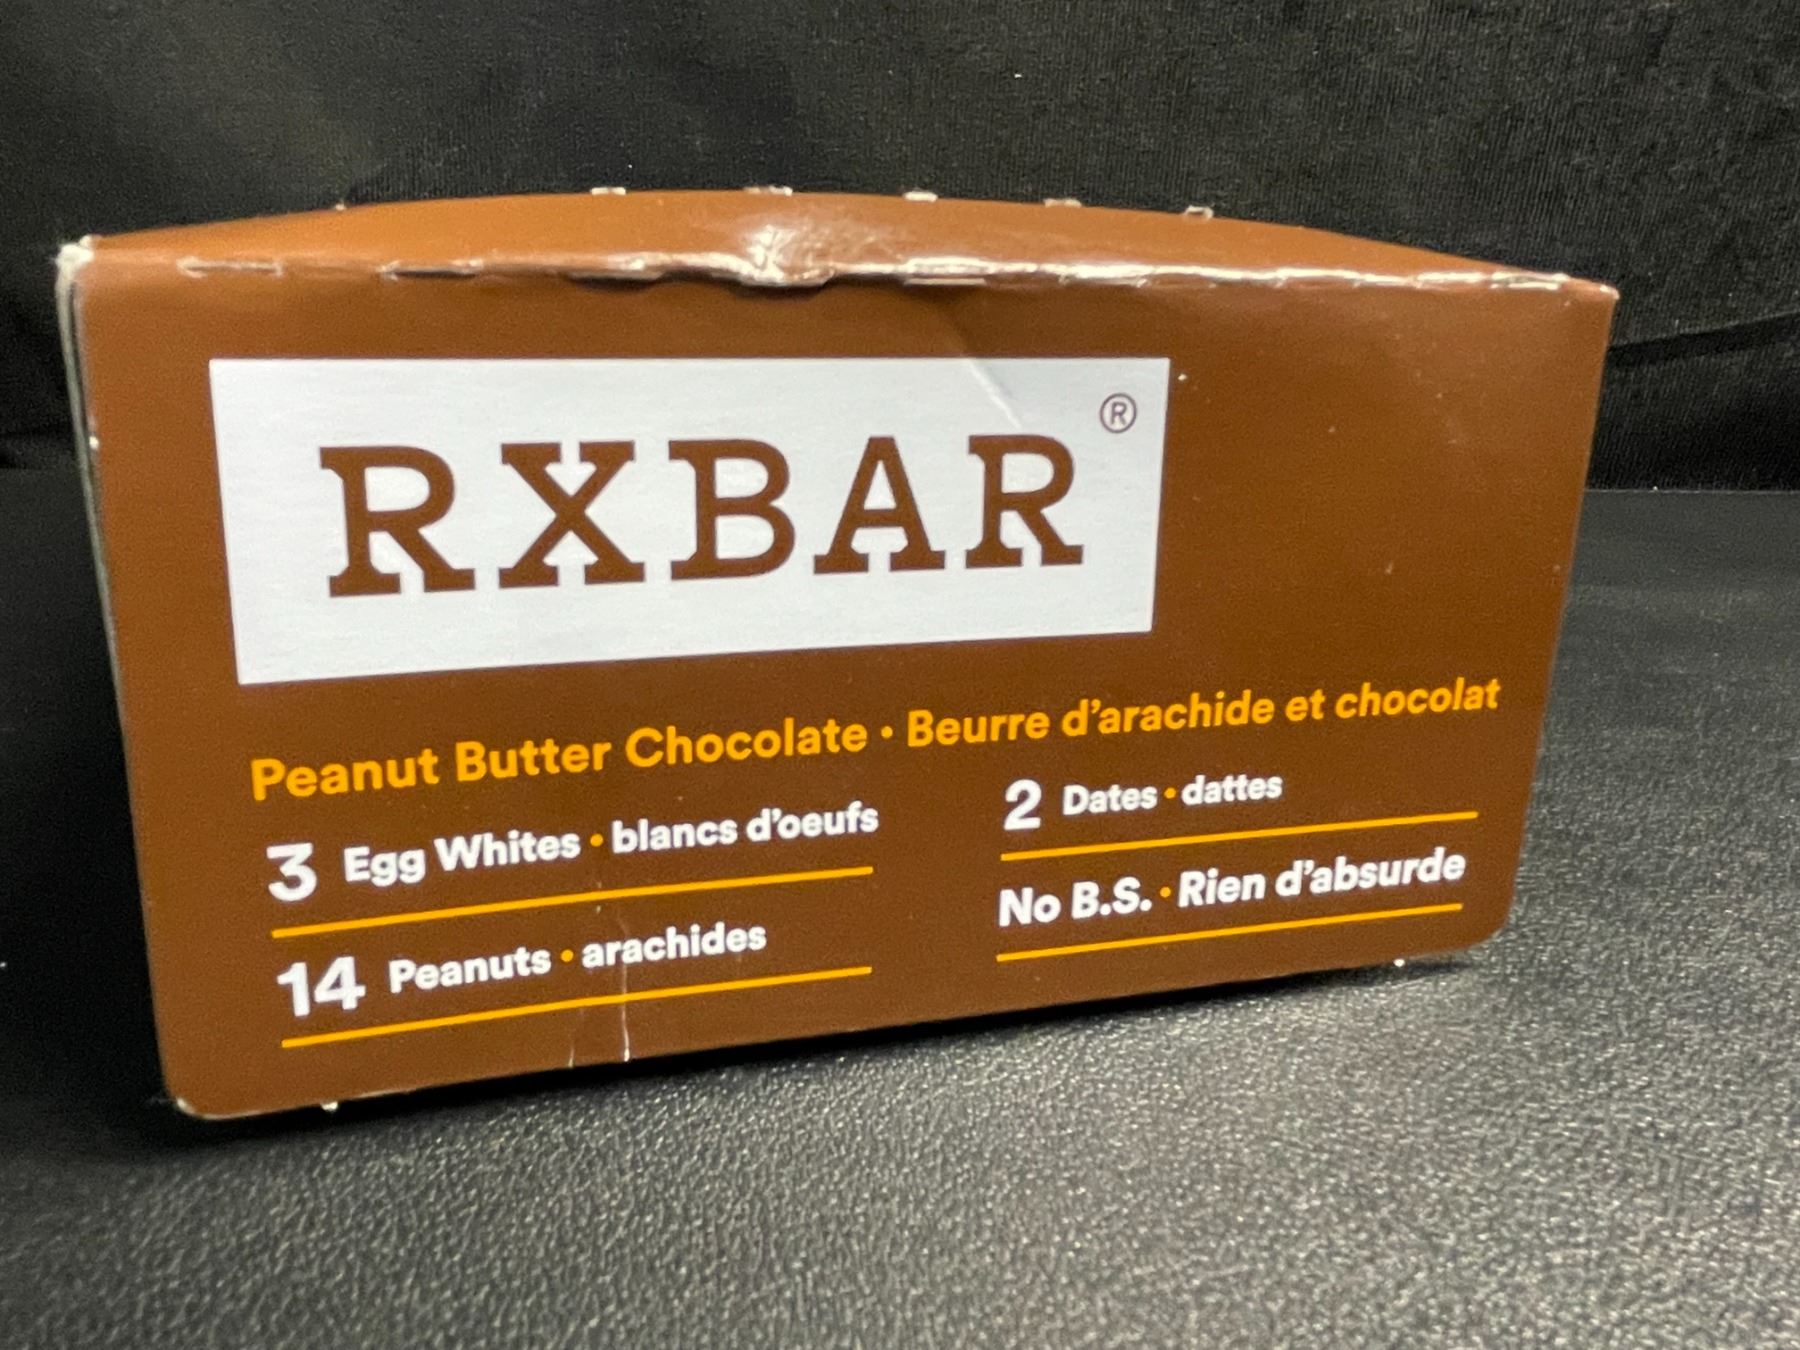 RXBAR®
Peanut Butter Chocolate • Beurre d'arachide et chocolat
3 Egg Whites • blancs d'oeufs
14 Peanuts • arachides
2 Dates • dattes
No B.S. • Rien d'absurde